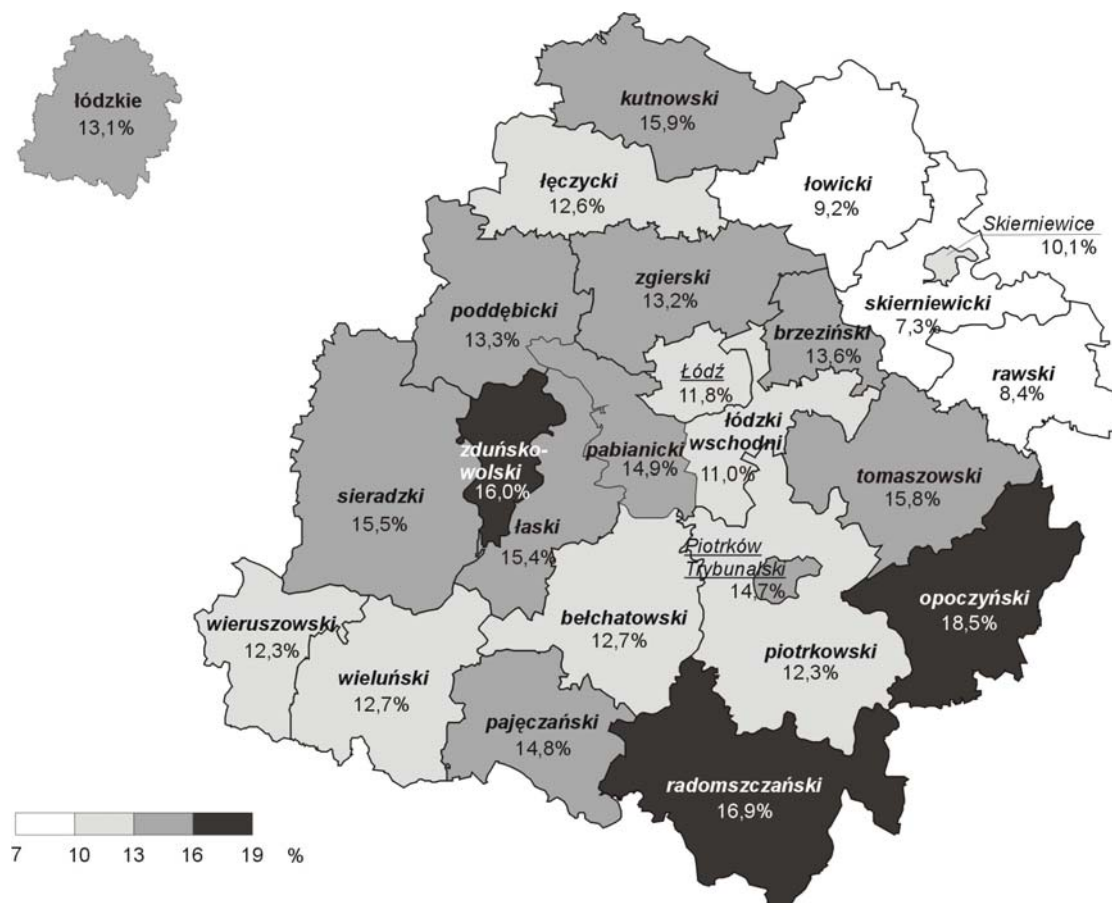 łódzkie
13,1%
kutnowski
15,9%
łęczycki
12,6%
łowicki
9,2%
Skierniewice
10,1%
zgierski
13,2%
skierniewicki
7,3%
poddębicki
13,3%
brzeziński
13,6%
rawski
8,4%
Łódź
11,8%
łódzki
wschodni
11,0%
zduńsko-
wolski
16,0%
pabianicki
14,9%
tomaszowski
15,8%
sieradzki
15,5%
łaski
15,4%
Piotrków
Trybunalski
14,7%
opoczyński
18,5%
wieruszowski
12,3%
bełchatowski
12,7%
piotrkowski
12,3%
wieluński
12,7%
pajęczański
14,8%
radomszczański
16,9%
7 10 13 16 19 %